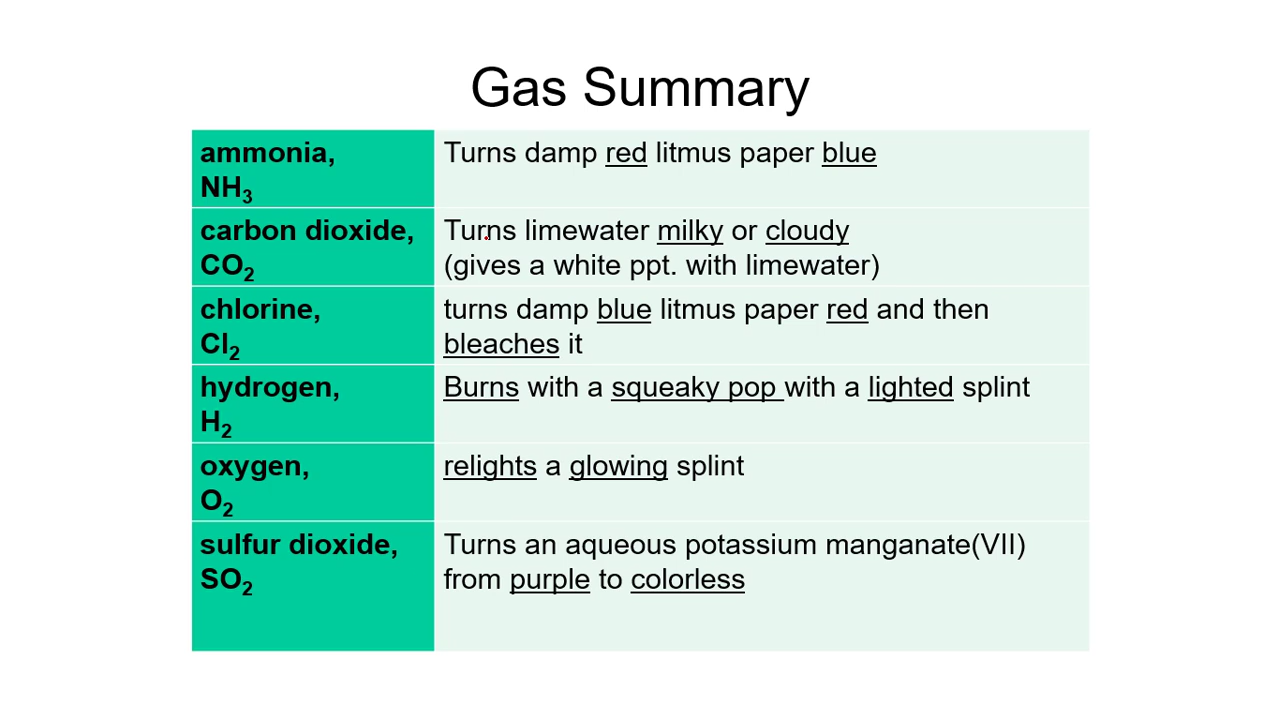 Gas Summary
ammonia,
NH₃
Turns damp red litmus paper blue
carbon dioxide,
CO₂
Turns limewater milky or cloudy
(gives a white ppt. with limewater)
chlorine,
Cl₂
turns damp blue litmus paper red and then
bleaches it
hydrogen,
H₂
Burns with a squeaky pop with a lighted splint
oxygen,
O₂
relights a glowing splint
sulfur dioxide,
SO₂
Turns an aqueous potassium manganate(VII)
from purple to colorless